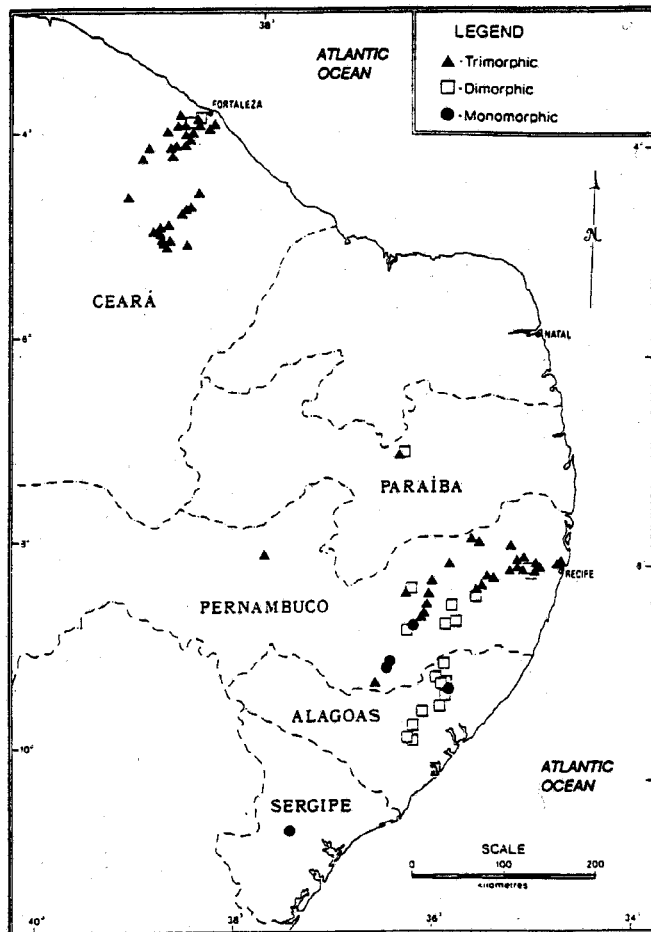 38°
ATLANTIC
OCEAN
LEGEND
▲ - Trimorphic
□ - Dimorphic
● - Monomorphic
FORTALEZA
4°
4°
N
CEARÁ
6°
NATAL
PARAÍBA
8°
8
RECIFE
PERNAMBUCO
ALAGOAS
10°
ATLANTIC
OCEAN
SERGIPE
SCALE
0 100 200
kilometres
40°
38°
36°
34°